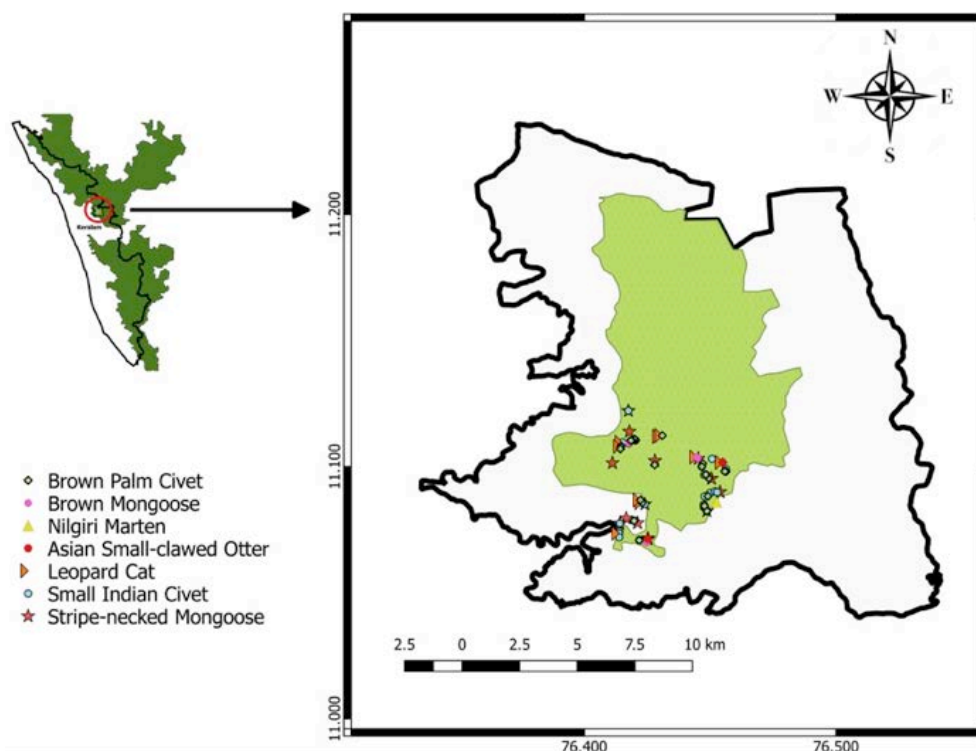 N
W E
S
Brown Palm Civet
Brown Mongoose
Nilgiri Marten
Asian Small-clawed Otter
Leopard Cat
Small Indian Civet
Stripe-necked Mongoose
11.200
11.100
11.000
2.5 0 2.5 5 7.5 10 km
76.400 76.500